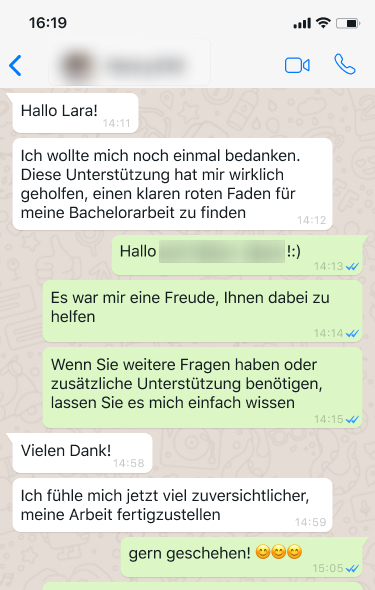 16:19
Hallo Lara!
14:11
Ich wollte mich noch einmal bedanken.
Diese Unterstützung hat mir wirklich
geholfen, einen klaren roten Faden für
meine Bachelorarbeit zu finden
14:12
Hallo !:)
14:13
Es war mir eine Freude, Ihnen dabei zu
helfen
14:14
Wenn Sie weitere Fragen haben oder
zusätzliche Unterstützung benötigen,
lassen Sie es mich einfach wissen
14:15
Vielen Dank!
14:58
Ich fühle mich jetzt viel zuversichtlicher,
meine Arbeit fertigzustellen
14:59
gern geschehen! 😊😊😊
15:05